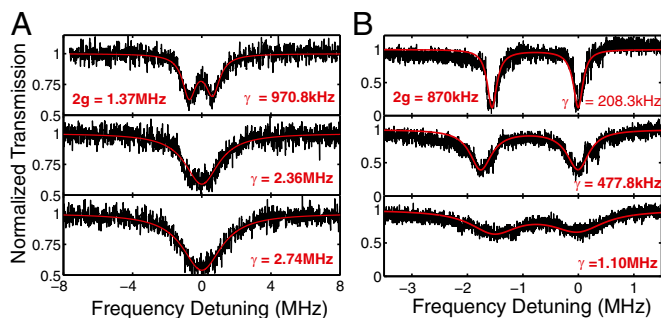 A
B
Normalized Transmission
1
0.75
2g = 1.37MHz
γ = 970.8kHz
0.5
1
0.75
γ = 2.36MHz
0.5
1
0.75
γ = 2.74MHz
0.5
−8 −4 0 4 8
Frequency Detuning (MHz)
1
0.5
2g = 870kHz
γ = 208.3kHz
0
1
0.5
γ = 477.8kHz
0
1
0.5
γ =1.10MHz
0
−3 −2 −1 0 1
Frequency Detuning (MHz)